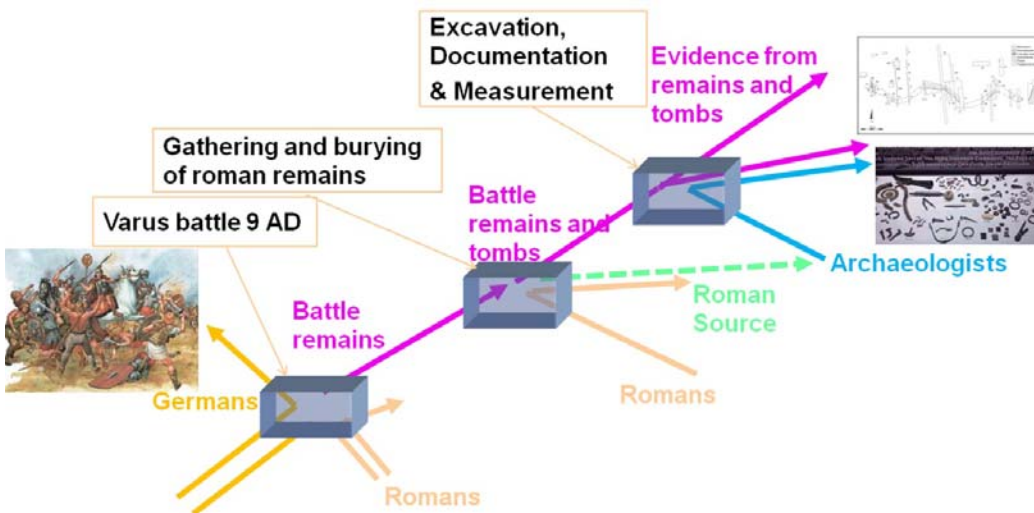 Excavation,
Documentation
& Measurement
Evidence from
remains and
tombs
Gathering and burying
of roman remains
Battle
remains and
tombs
Varus battle 9 AD
Archaeologists
Roman
Source
Battle
remains
Romans
Germans
Romans